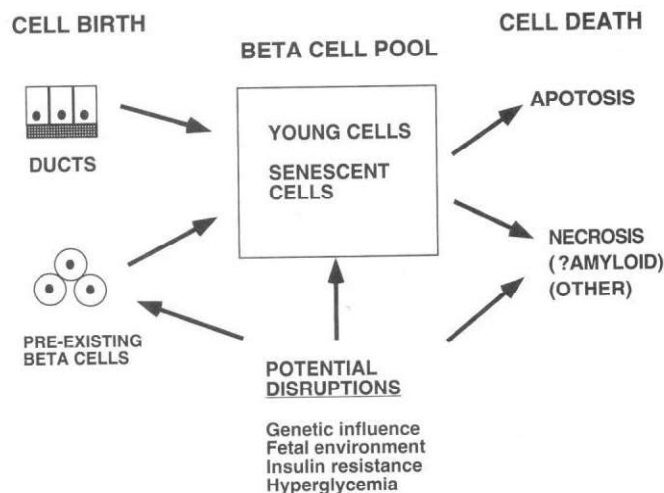 CELL BIRTH
BETA CELL POOL
CELL DEATH
DUCTS
PRE-EXISTING
BETA CELLS
YOUNG CELLS
SENESCENT
CELLS
APOTOSIS
NECROSIS
(?AMYLOID)
(OTHER)
POTENTIAL
DISRUPTIONS
Genetic influence
Fetal environment
Insulin resistance
Hyperglycemia